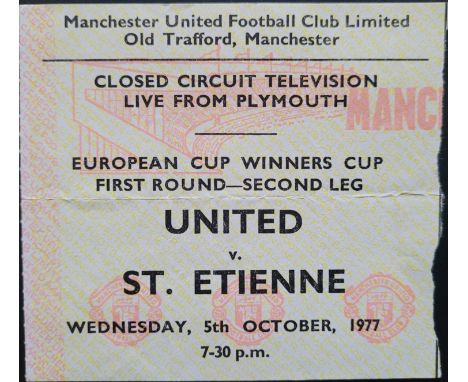 Manchester United Football Club Limited
Old Trafford, Manchester
CLOSED CIRCUIT TELEVISION
LIVE FROM PLYMOUTH
MANC
EUROPEAN CUP WINNERS CUP
FIRST ROUND—SECOND LEG
UNITED
v.
ST. ETIENNE
WEDNESDAY, 5th OCTOBER, 1977
7-30 p.m.